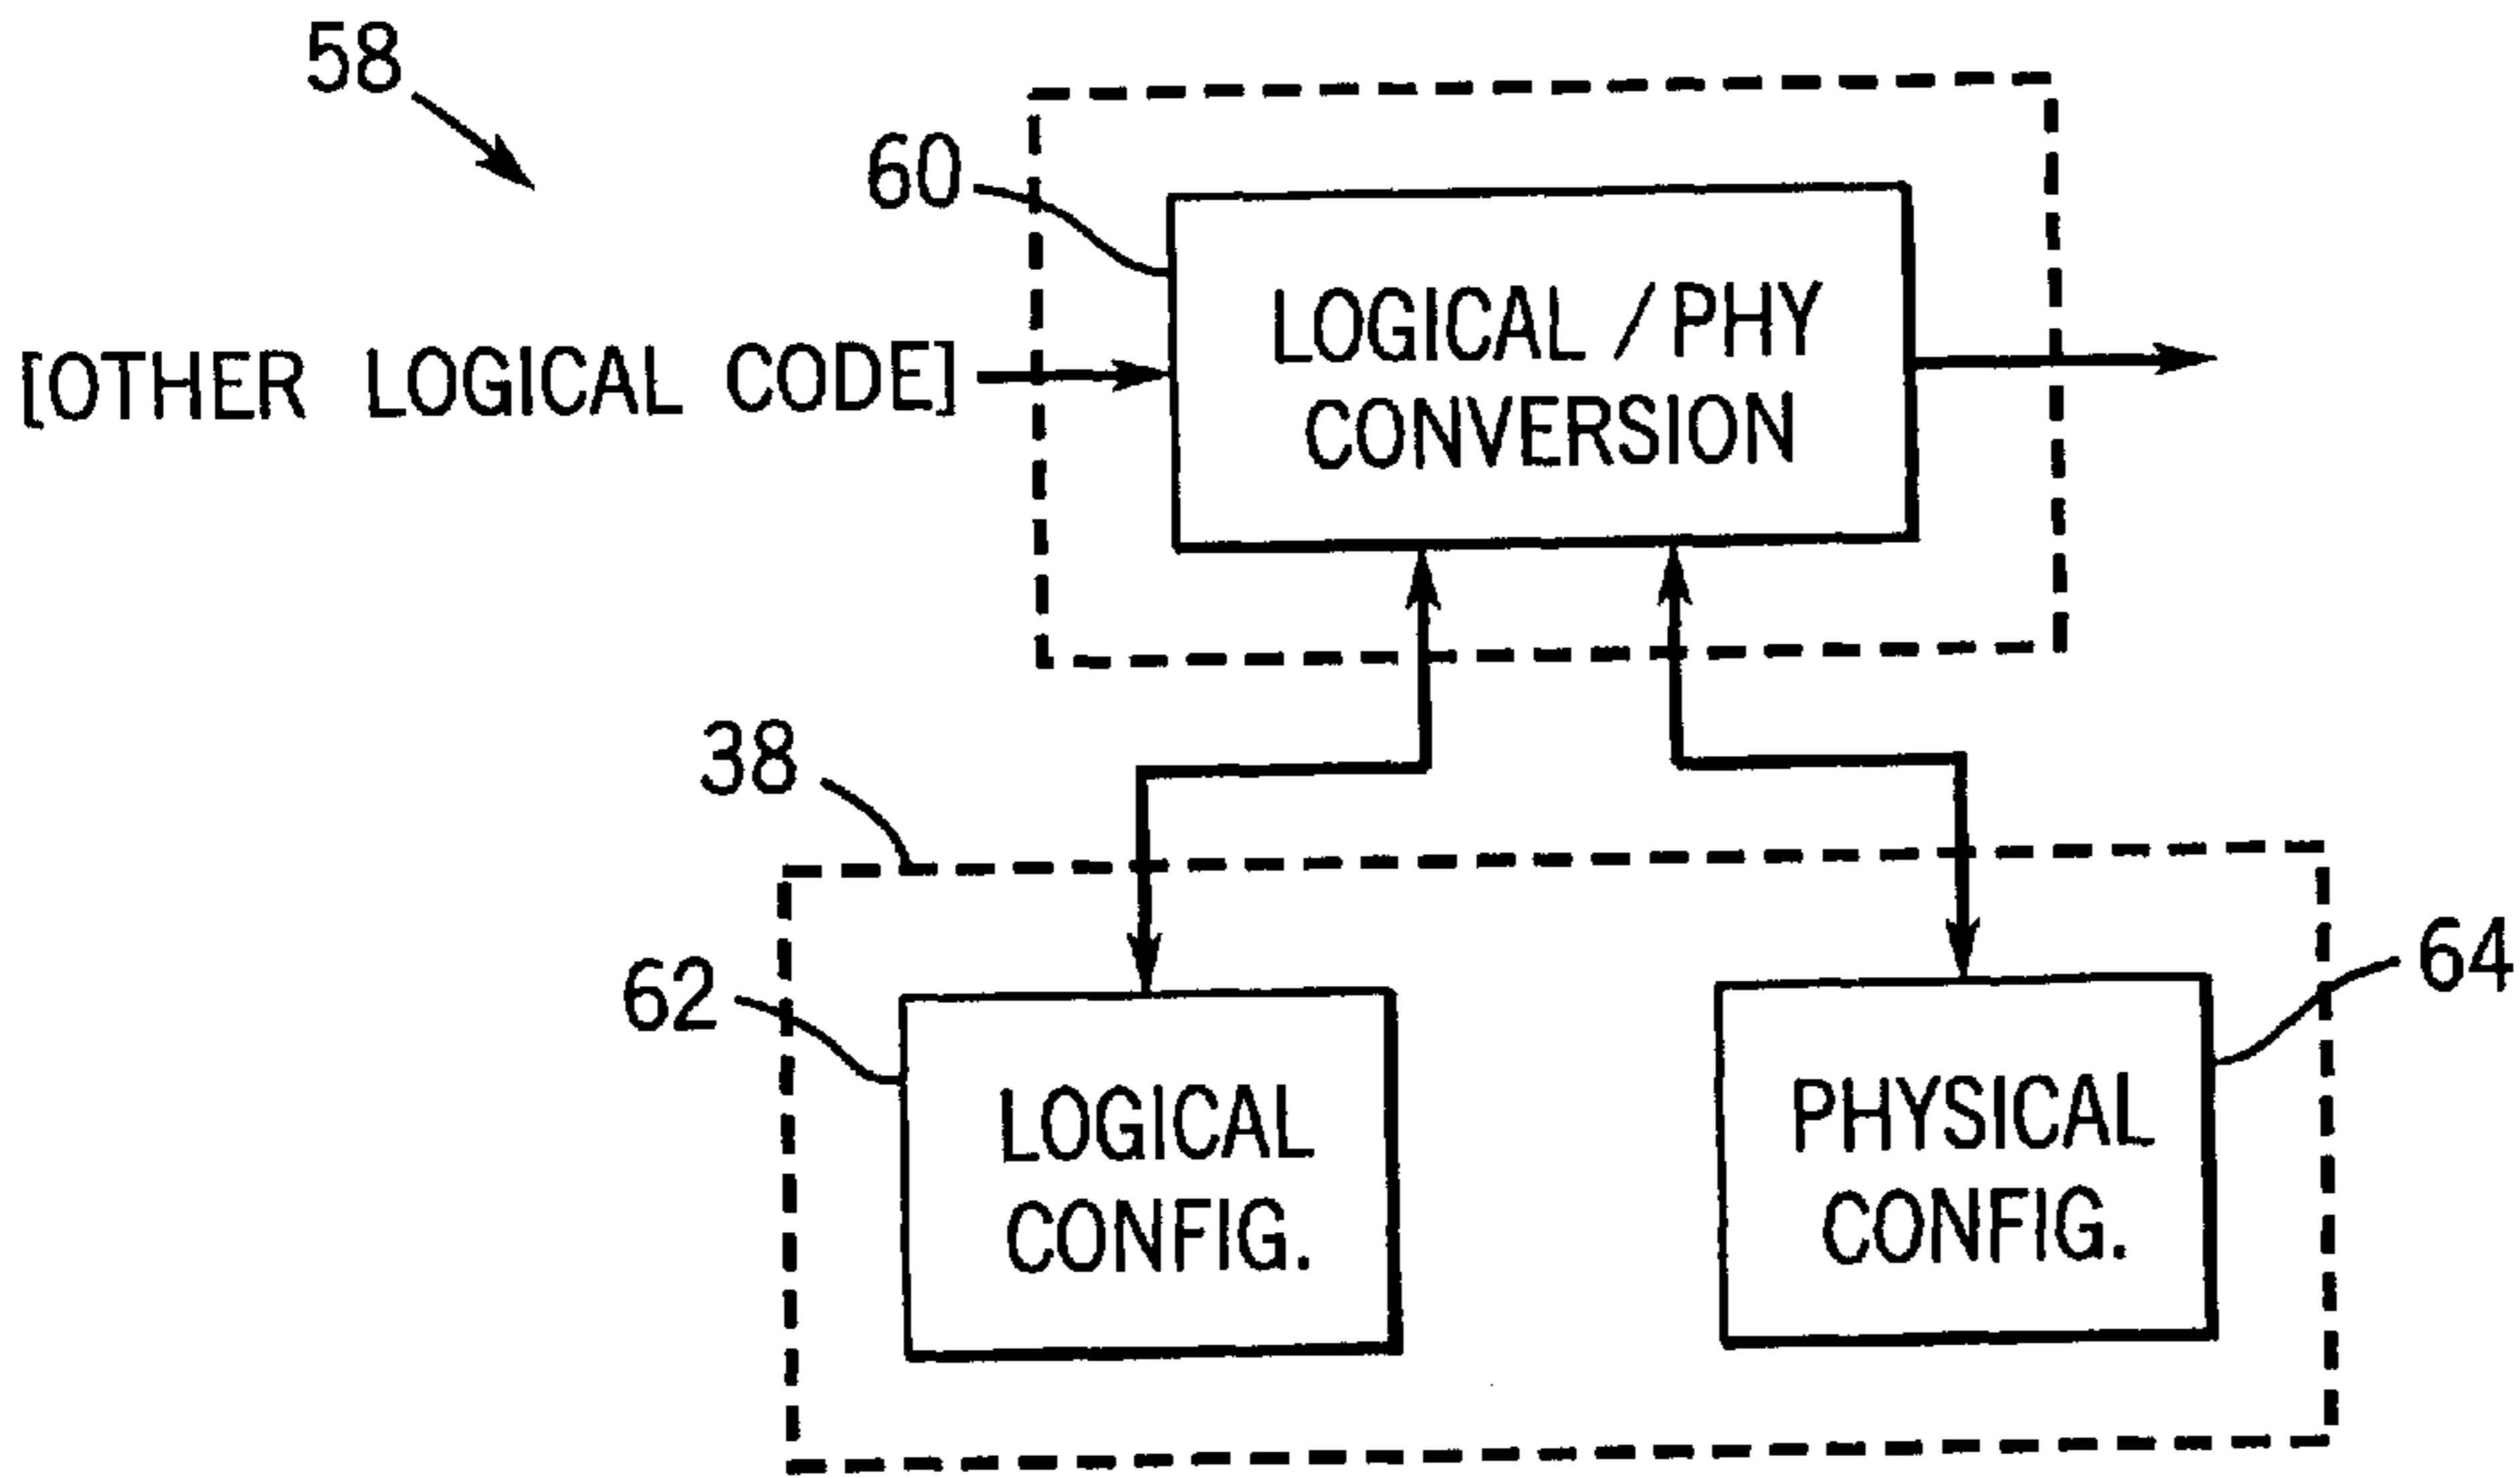 58
60
[OTHER LOGICAL CODE]
LOGICAL / PHY
CONVERSION
38
62
64
LOGICAL
CONFIG.
PHYSICAL
CONFIG.